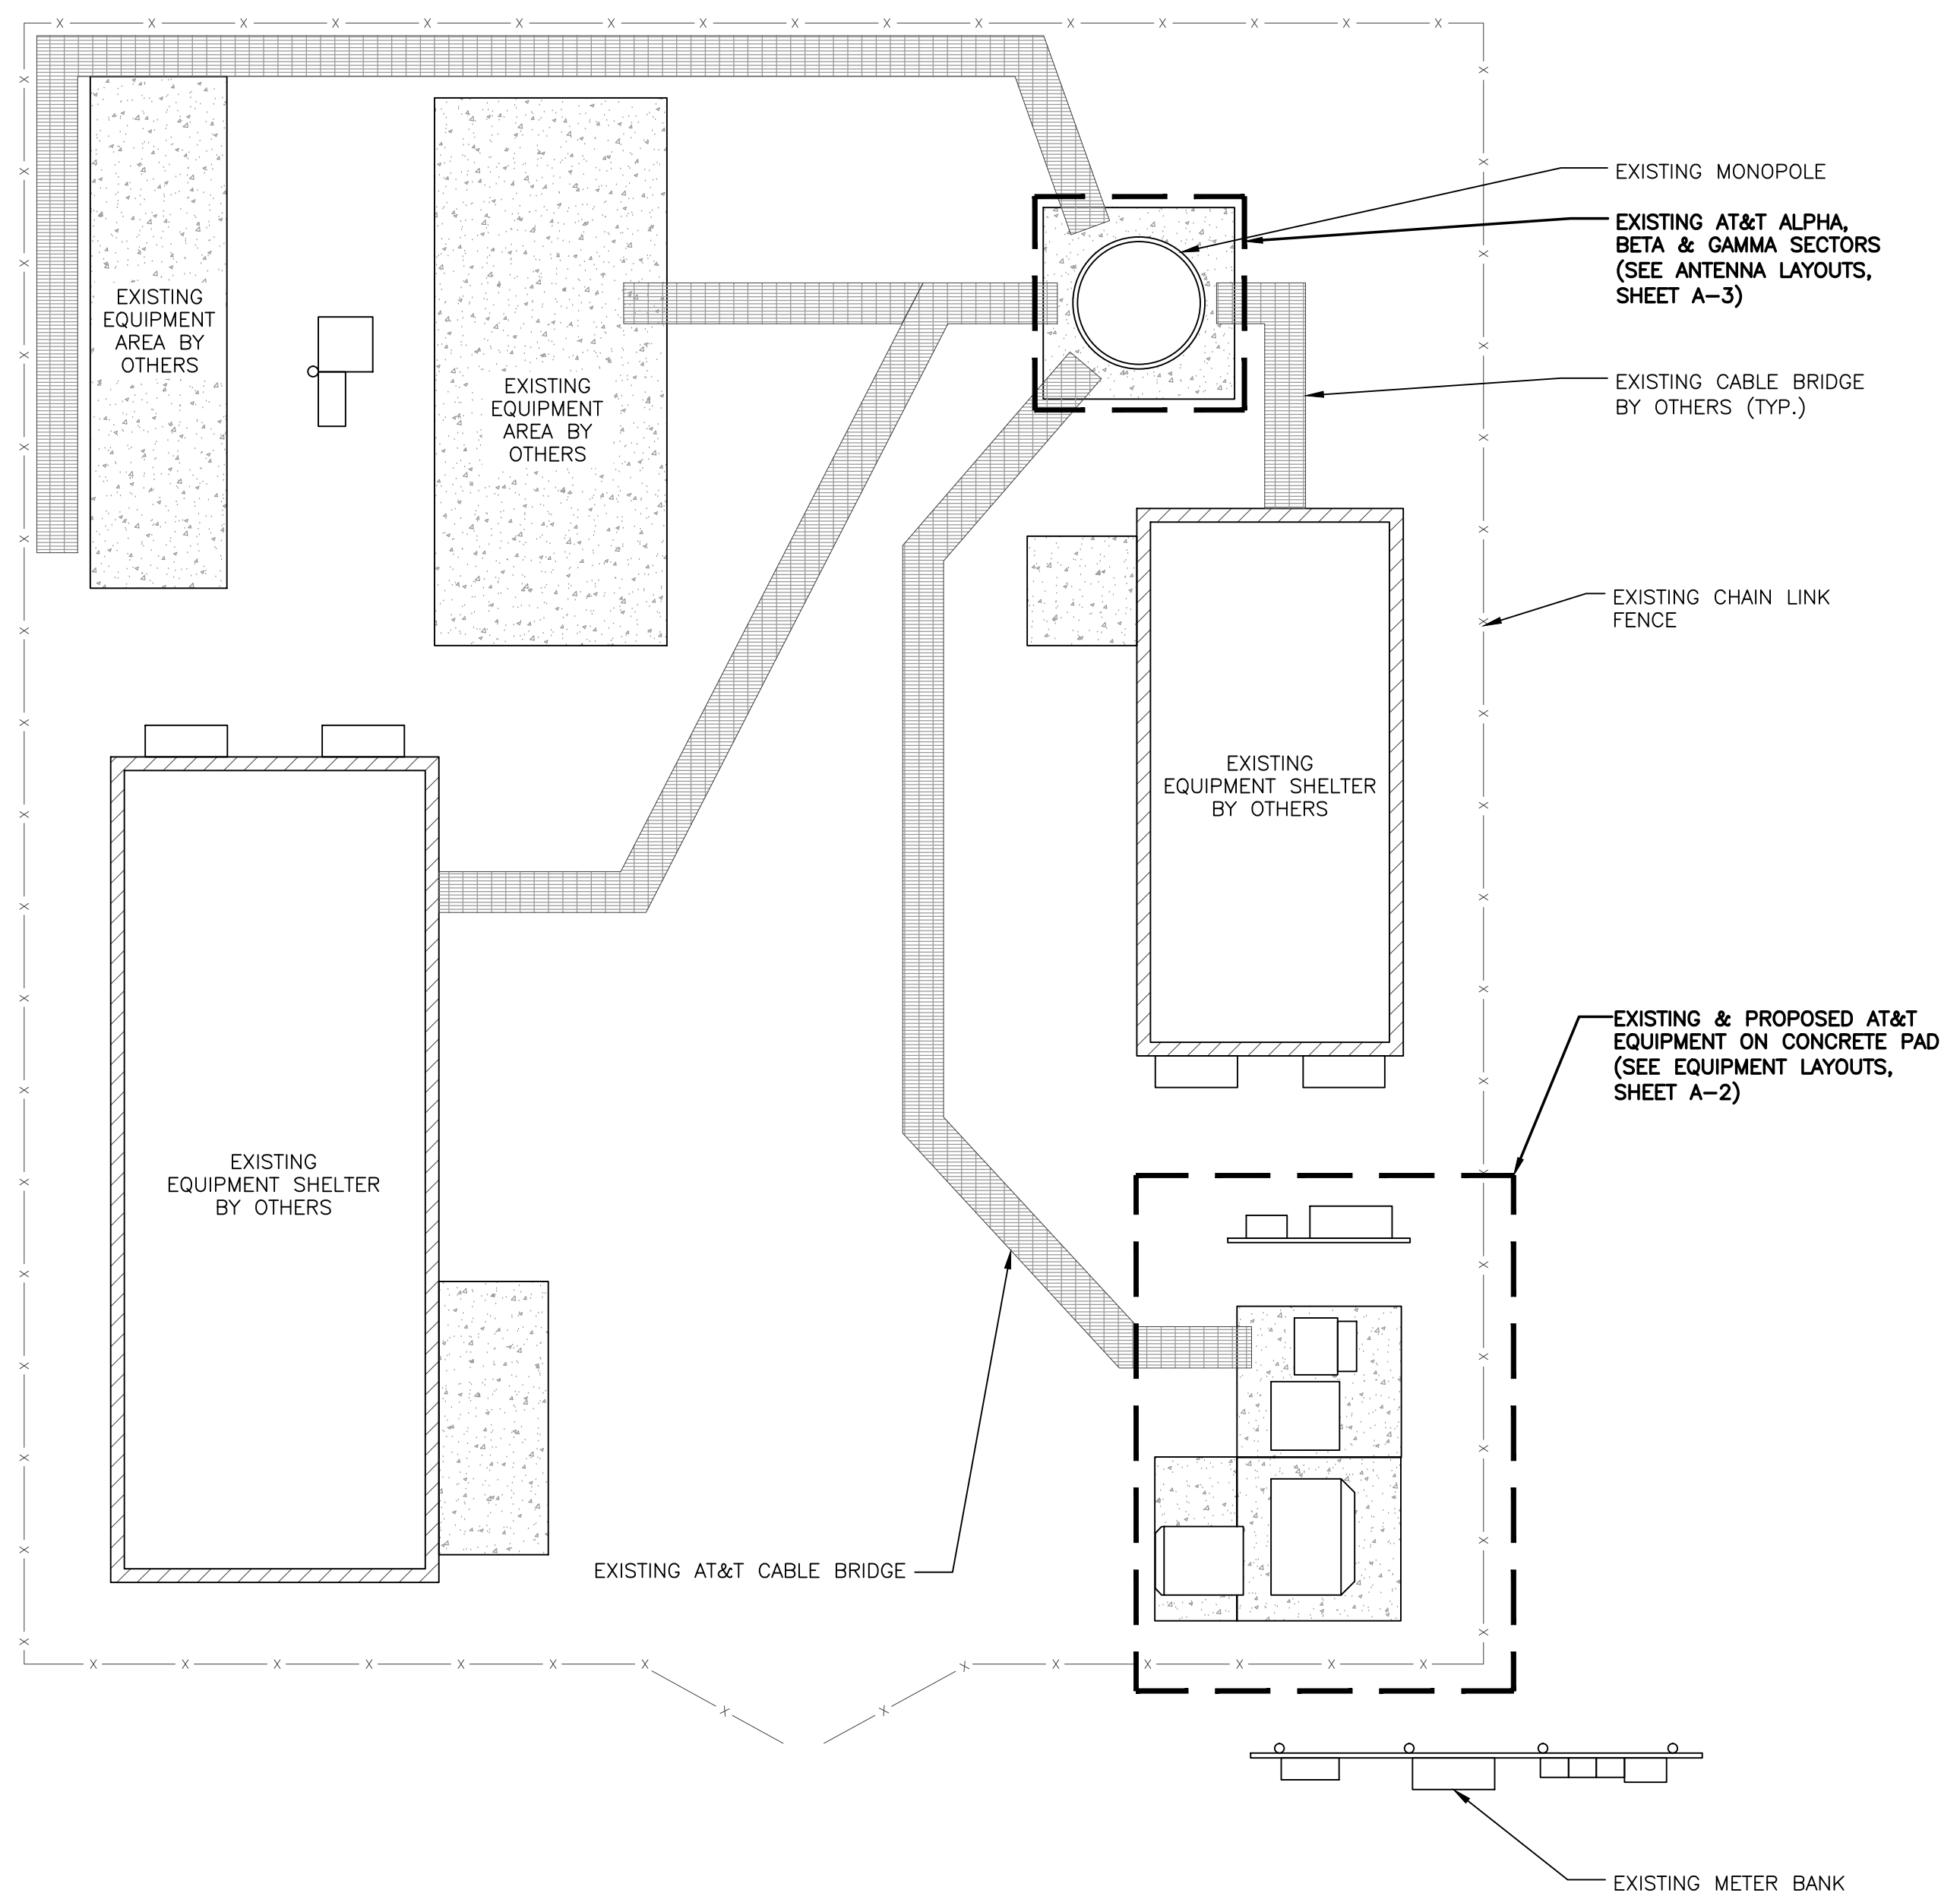 EXISTING MONOPOLE
EXISTING AT&T ALPHA,
BETA & GAMMA SECTORS
(SEE ANTENNA LAYOUTS,
SHEET A-3)
EXISTING
EQUIPMENT
AREA BY
OTHERS
EXISTING
EQUIPMENT
AREA BY
OTHERS
EXISTING CABLE BRIDGE
BY OTHERS (TYP.)
EXISTING CHAIN LINK
FENCE
EXISTING
EQUIPMENT SHELTER
BY OTHERS
EXISTING & PROPOSED AT&T
EQUIPMENT ON CONCRETE PAD
(SEE EQUIPMENT LAYOUTS,
SHEET A-2)
EXISTING
EQUIPMENT SHELTER
BY OTHERS
EXISTING AT&T CABLE BRIDGE
EXISTING METER BANK